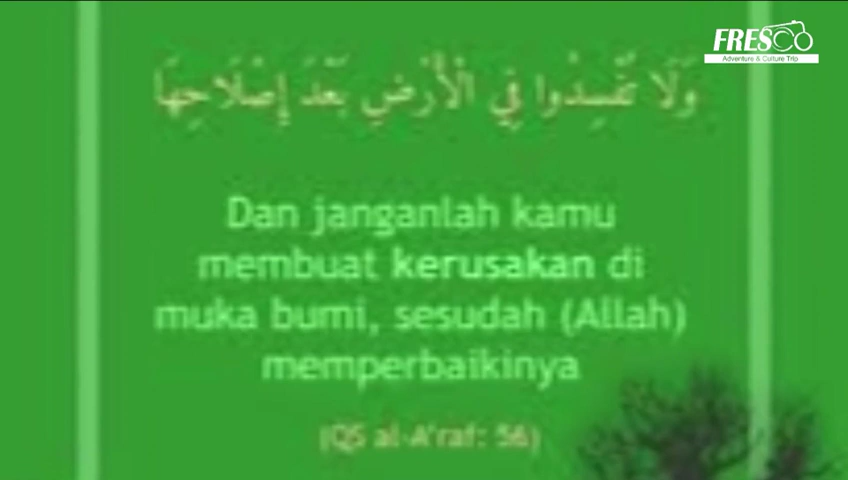 FRESCO
Adventure & Culture Trip
وَلَا تُفْسِدُوا فِي الْأَرْضِ بَعْدَ إِصْلَاحِهَا
Dan janganlah kamu
membuat kerusakan di
muka bumi, sesudah (Allah)
memperbaikinya
(QS al-A'raf: 56)